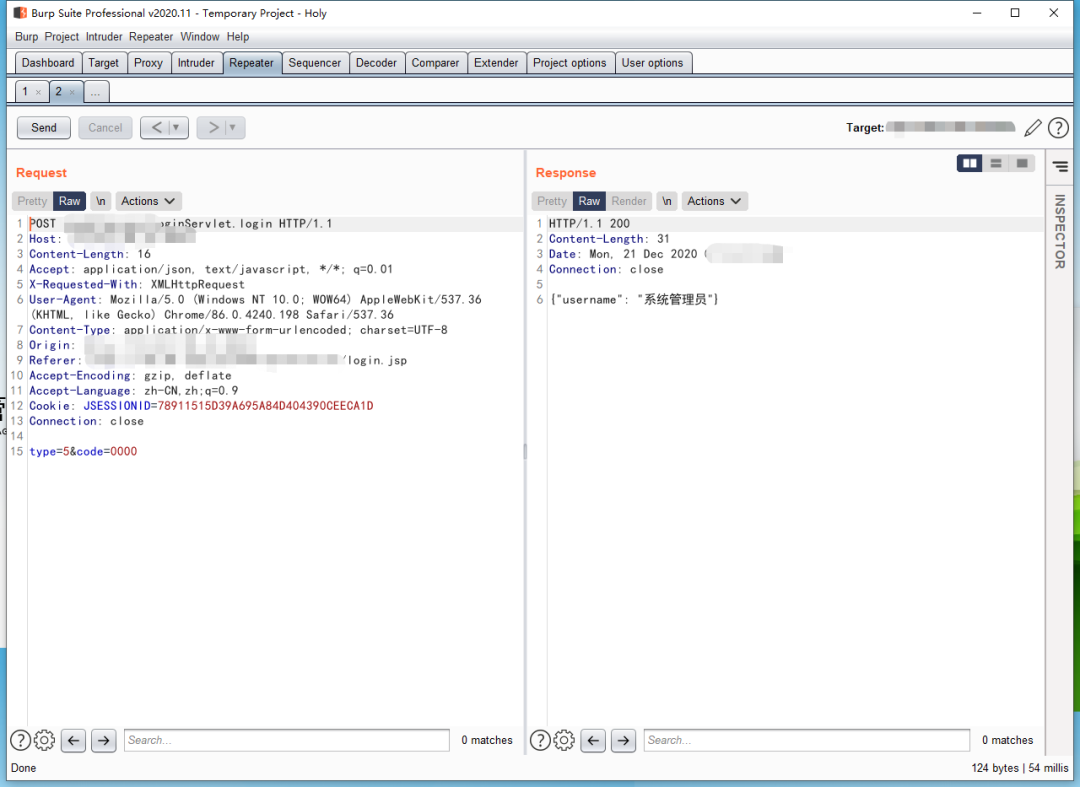 Burp Suite Professional v2020.11 - Temporary Project - Holy
Burp Project Intruder Repeater Window Help
Dashboard Target Proxy Intruder Repeater Sequencer Decoder Comparer Extender Project options User options
1 × 2 × ...
Send Cancel < ▼ > ▼ Target: ?
Request
Pretty Raw \n Actions
1 POST oginServlet.login HTTP/1.1
2 Host:
3 Content-Length: 16
4 Accept: application/json, text/javascript, */*; q=0.01
5 X-Requested-With: XMLHttpRequest
6 User-Agent: Mozilla/5.0 (Windows NT 10.0; WOW64) AppleWebKit/537.36
(KHTML, like Gecko) Chrome/86.0.4240.198 Safari/537.36
7 Content-Type: application/x-www-form-urlencoded; charset=UTF-8
8 Origin:
9 Referer: /login.jsp
10 Accept-Encoding: gzip, deflate
11 Accept-Language: zh-CN,zh;q=0.9
12 Cookie: JSESSIONID=78911515D39A695A84D404390CEECA1D
13 Connection: close
14
15 type=5&code=0000
? Search... 0 matches
Response
Pretty Raw Render \n Actions
1 HTTP/1.1 200
2 Content-Length: 31
3 Date: Mon, 21 Dec 2020
4 Connection: close
5
6 {"username": "系统管理员"}
? Search... 0 matches
INSPECTOR
Done
124 bytes | 54 millis